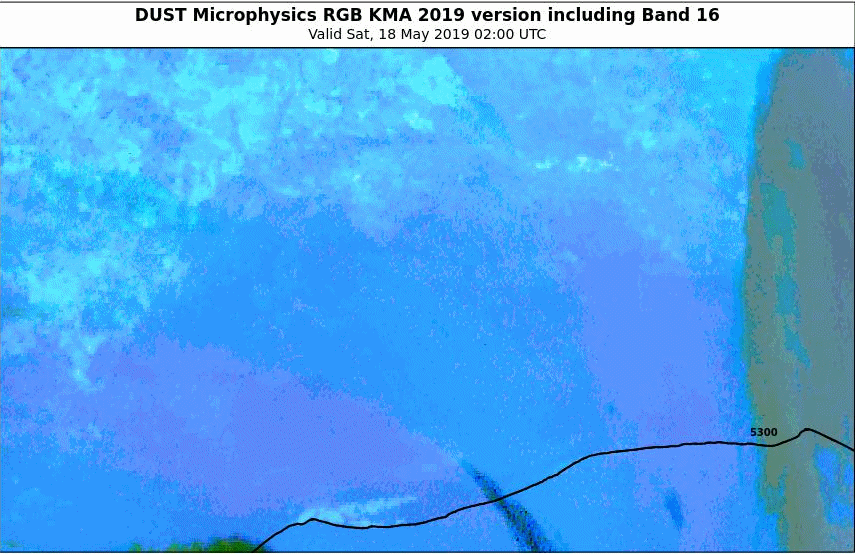 DUST Microphysics RGB KMA 2019 version including Band 16
Valid Sat, 18 May 2019 02:00 UTC
5300